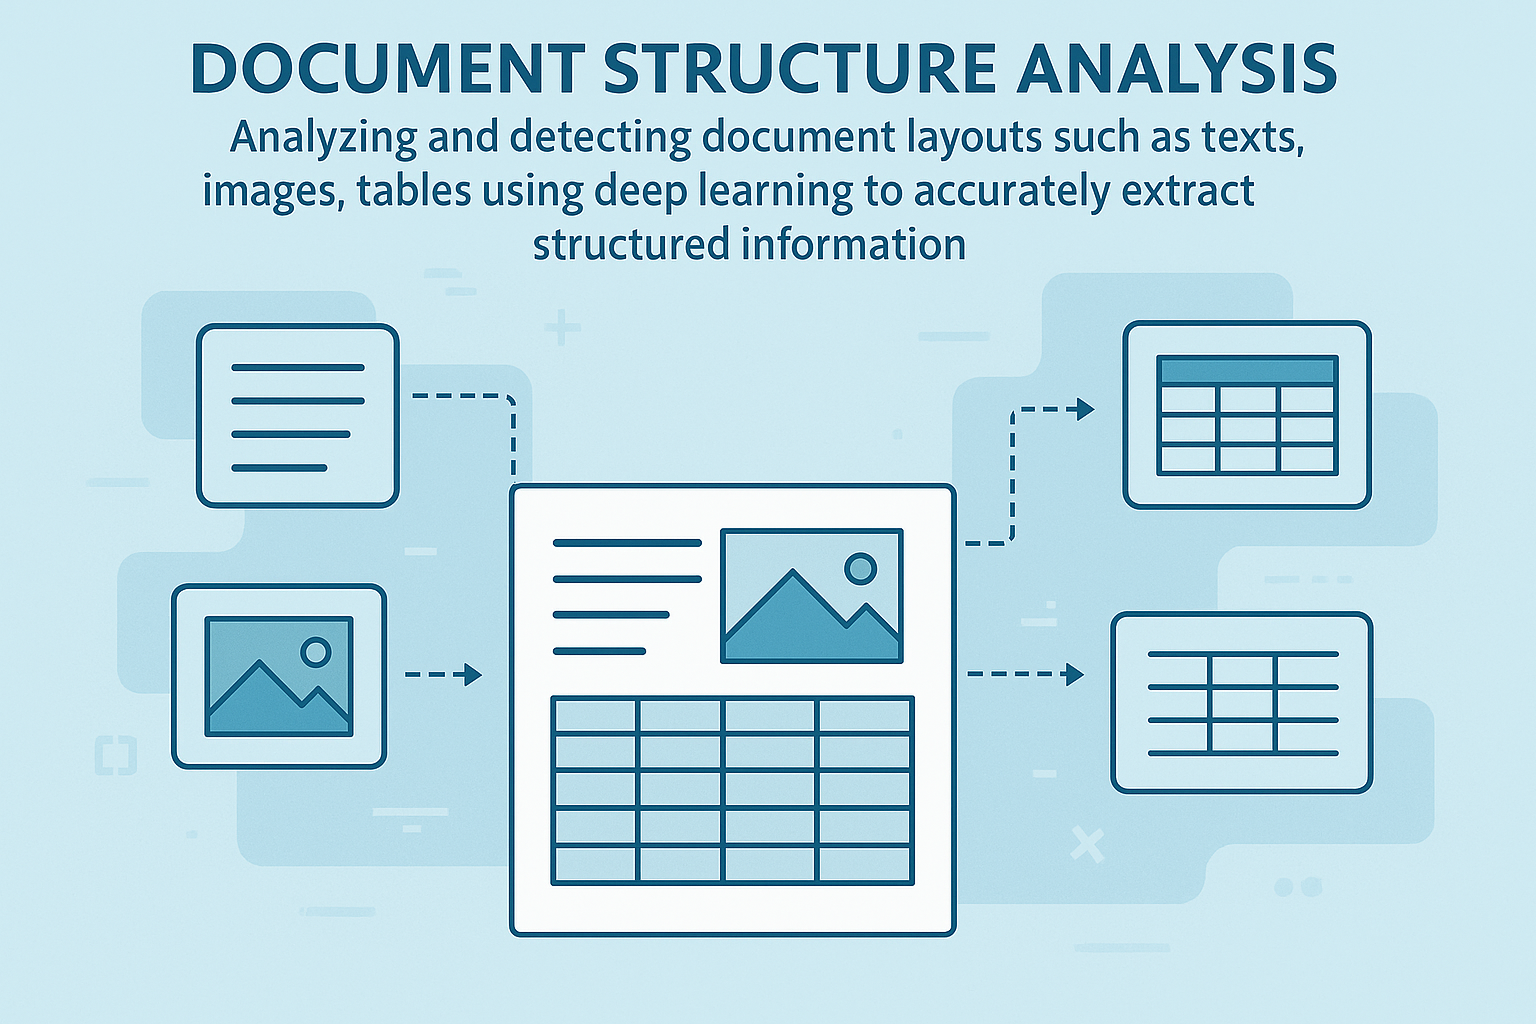 DOCUMENT STRUCTURE ANALYSIS
Analyzing and detecting document layouts such as texts,
images, tables using deep learning to accurately extract
structured information